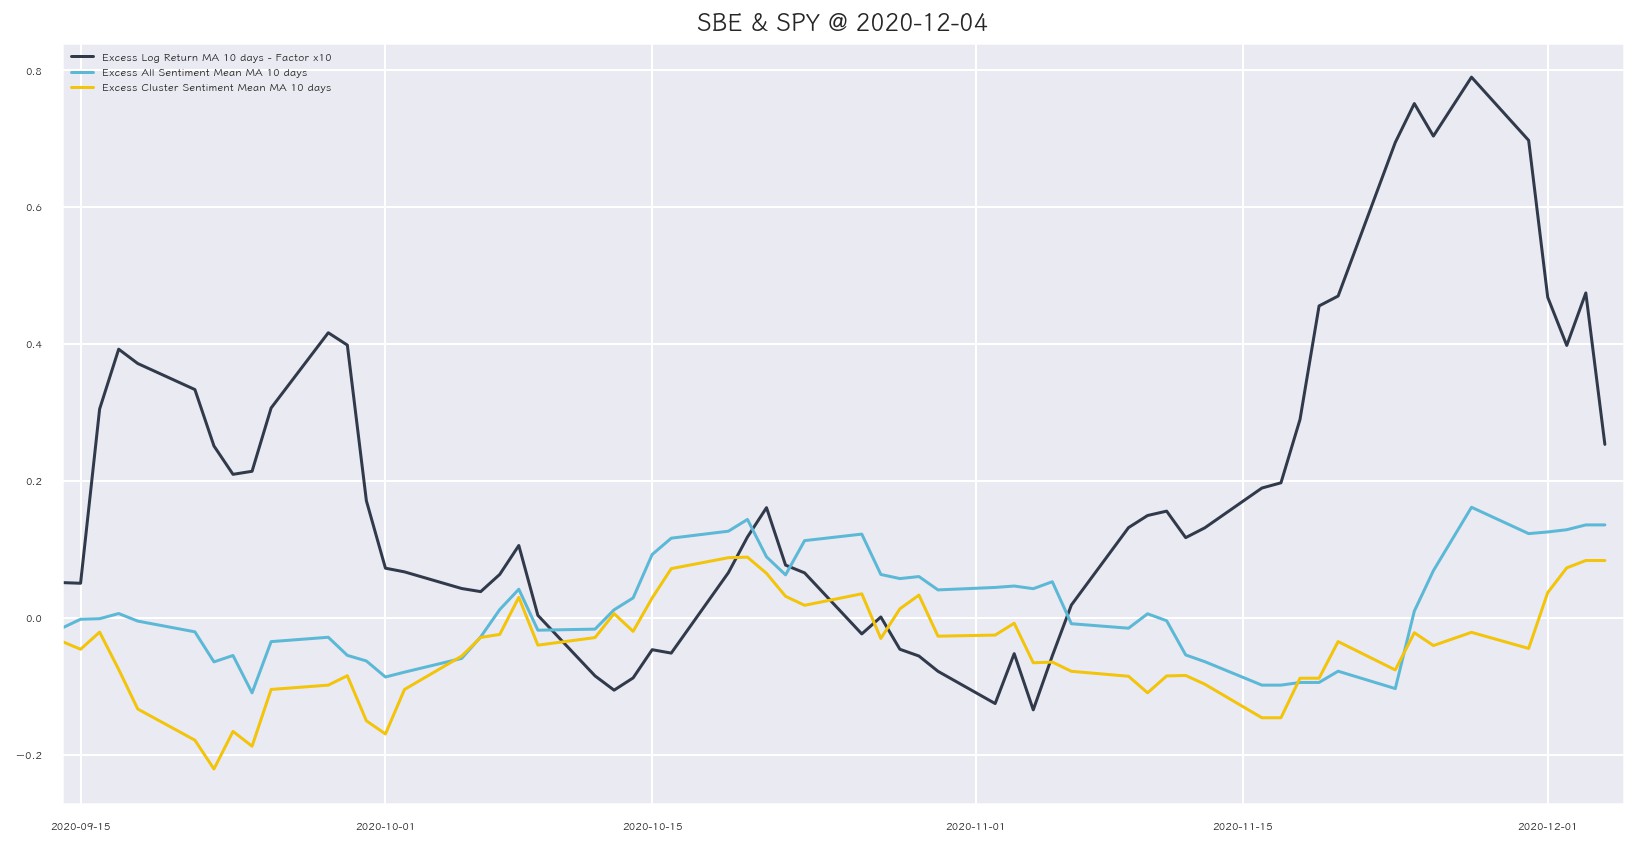 SBE & SPY @ 2020-12-04
Excess Log Return MA 10 days - Factor x10
Excess All Sentiment Mean MA 10 days
Excess Cluster Sentiment Mean MA 10 days
0.8
0.6
0.4
0.2
0.0
−0.2
2020-09-15 2020-10-01 2020-10-15 2020-11-01 2020-11-15 2020-12-01